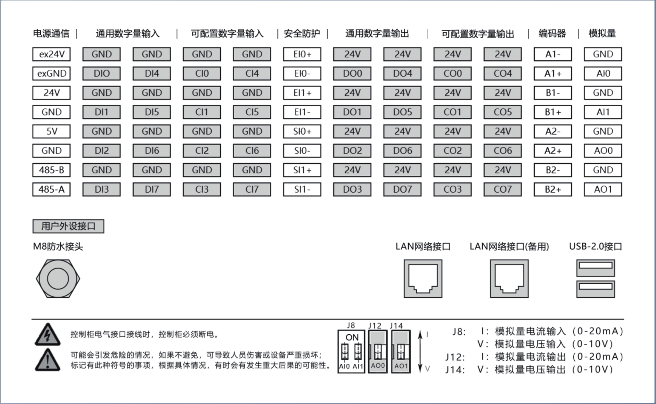 电源通信 通用数字量输入 可配置数字量输入 安全防护 通用数字量输出 可配置数字量输出 编码器 模拟量
ex24V GND GND GND GND EI0+ 24V 24V 24V 24V A1- GND
exGND DIO DI4 CI0 CI4 EI0- DO0 DO4 CO0 CO4 A1+ AI0
24V GND GND GND GND EI1+ 24V 24V 24V 24V B1- GND
GND DI1 DI5 CI1 CI5 EI1- DO1 DO5 CO1 CO5 B1+ AI1
5V GND GND GND GND SI0+ 24V 24V 24V 24V A2- GND
GND DI2 DI6 CI2 CI6 SI0- DO2 DO6 CO2 CO6 A2+ AO0
485-B GND GND GND GND SI1+ 24V 24V 24V 24V B2- GND
485-A DI3 DI7 CI3 CI7 SI1- DO3 DO7 CO3 CO7 B2+ AO1
用户外设接口
M8防水接头 LAN网络接口 LAN网络接口(备用) USB-2.0接口
控制柜电气接口接线时，控制柜必须断电。
可能会引发危险的情况，如果不避免，可导致人员伤害或设备严重损坏；
标记有此种符号的事项，根据具体情况，有时会有发生重大后果的可能性。
J8 J12 J14
ON I
AI0 AI1 AO0 AO1 V
J8: I: 模拟量电流输入 (0-20mA)
V: 模拟量电压输入 (0-10V)
J12: I: 模拟量电流输出 (0-20mA)
J14: V: 模拟量电压输出 (0-10V)